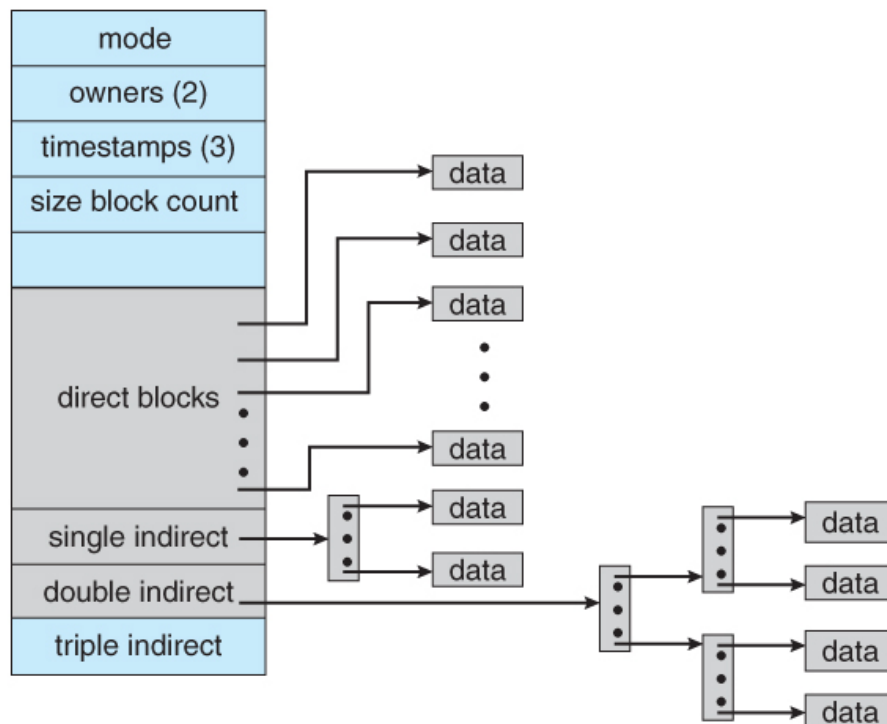 mode
owners (2)
timestamps (3)
size block count
direct blocks
single indirect
double indirect
triple indirect
data
data
data
data
data
data
data
data
data
data